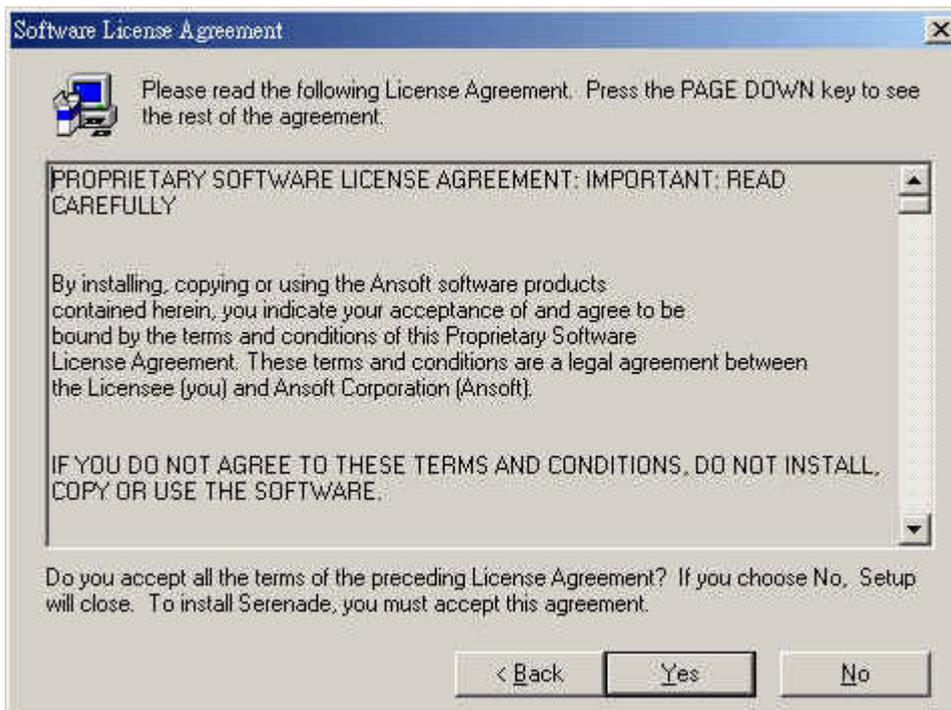 Software License Agreement
Please read the following License Agreement. Press the PAGE DOWN key to see
the rest of the agreement.
PROPRIETARY SOFTWARE LICENSE AGREEMENT: IMPORTANT: READ
CAREFULLY
By installing, copying or using the Ansoft software products
contained herein, you indicate your acceptance of and agree to be
bound by the terms and conditions of this Proprietary Software
License Agreement. These terms and conditions are a legal agreement between
the Licensee (you) and Ansoft Corporation (Ansoft).
IF YOU DO NOT AGREE TO THESE TERMS AND CONDITIONS, DO NOT INSTALL,
COPY OR USE THE SOFTWARE.
Do you accept all the terms of the preceding License Agreement? If you choose No, Setup
will close. To install Serenade, you must accept this agreement.
< Back Yes No